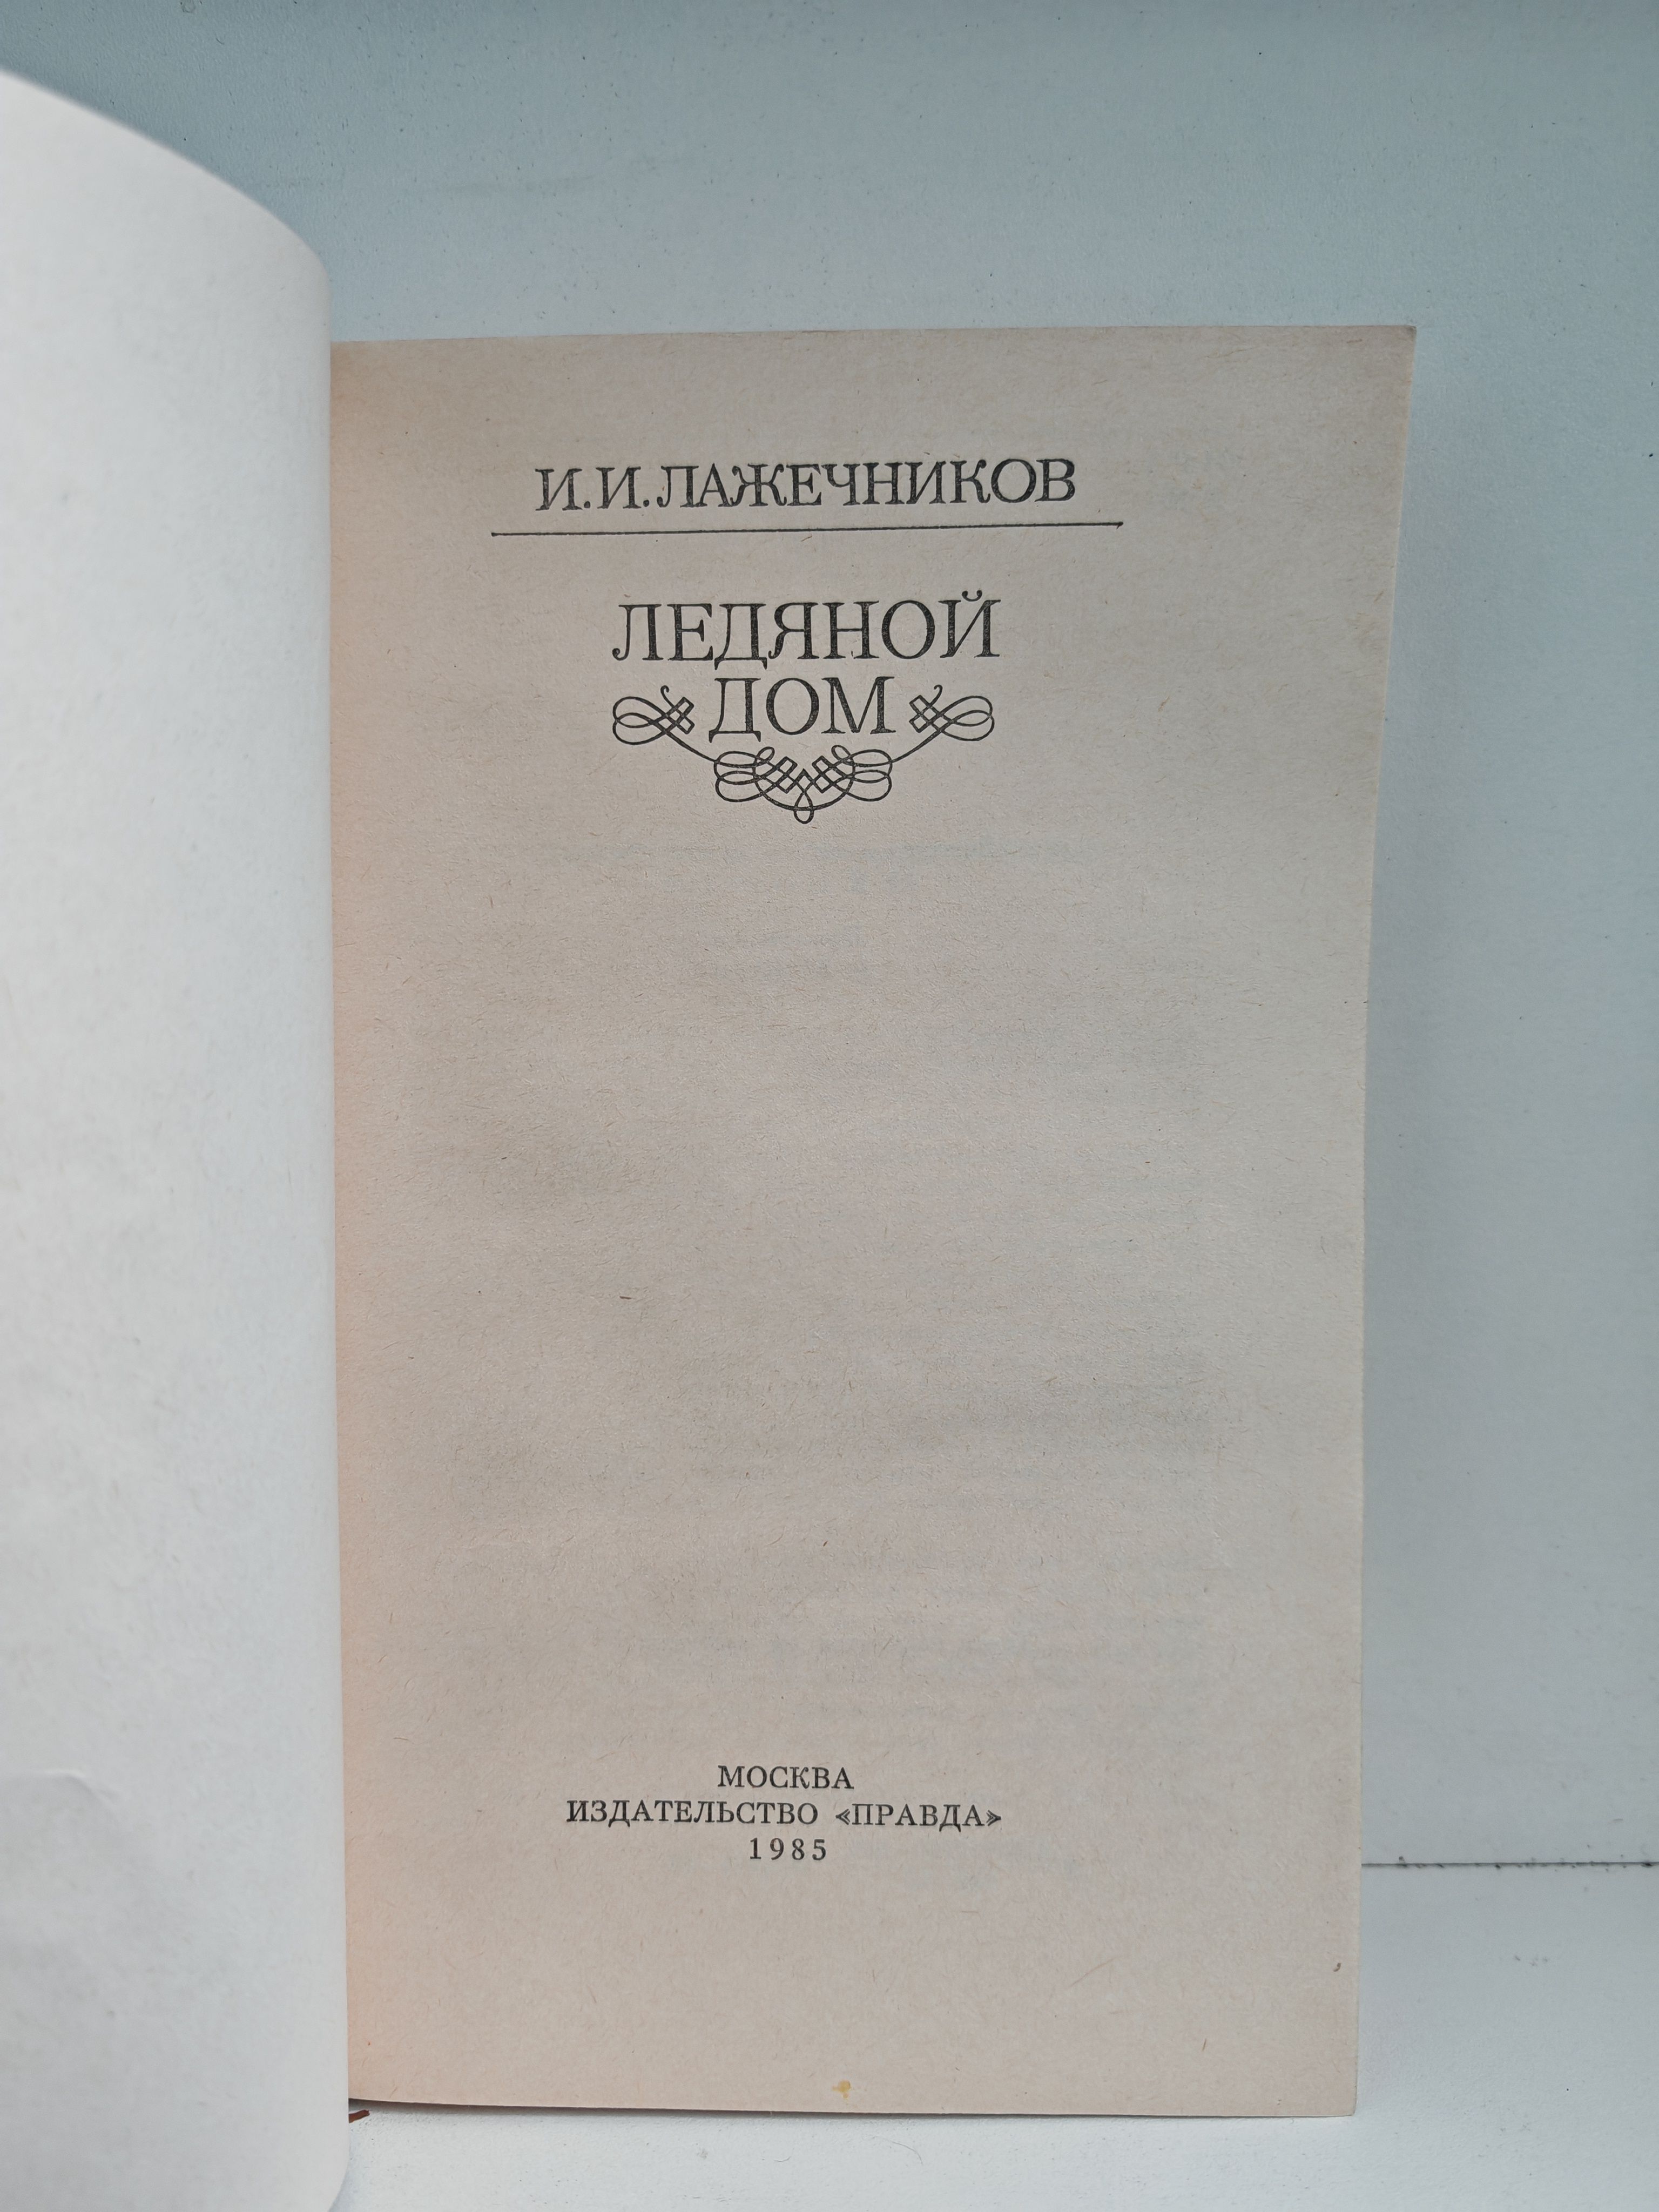 И. И. ЛАЖЕЧНИКОВ
ЛЕДЯНОЙ
ДОМ
МОСКВА
ИЗДАТЕЛЬСТВО «ПРАВДА»
1985